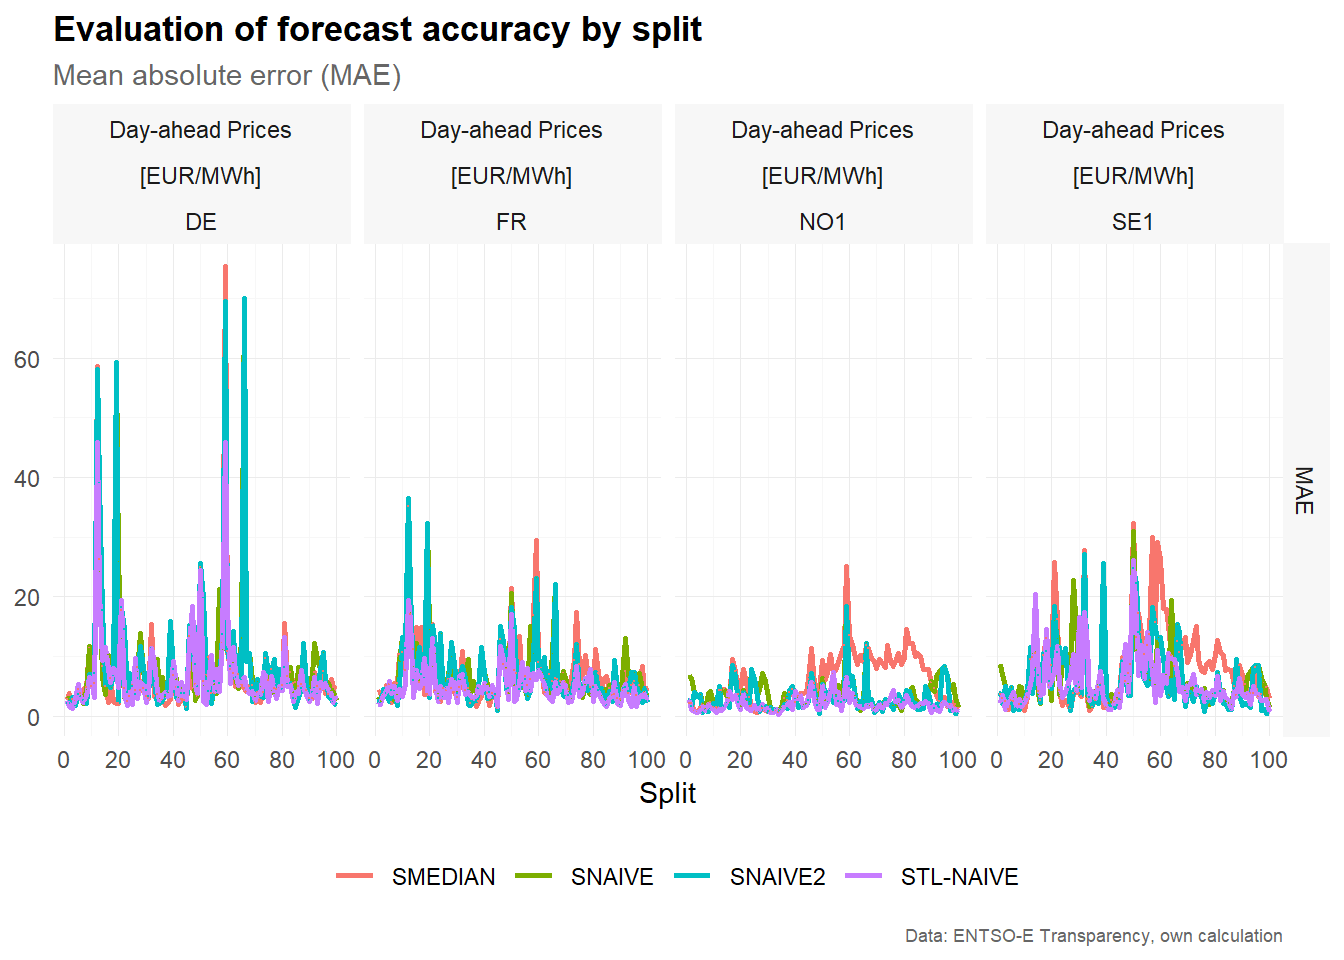 Evaluation of forecast accuracy by split
Mean absolute error (MAE)
Day-ahead Prices Day-ahead Prices Day-ahead Prices Day-ahead Prices
[EUR/MWh] [EUR/MWh] [EUR/MWh] [EUR/MWh]
DE FR NO1 SE1
60
40
20
0
MAE
0 20 40 60 80 100 0 20 40 60 80 100 0 20 40 60 80 100 0 20 40 60 80 100
Split
SMEDIAN SNAIVE SNAIVE2 STL-NAIVE
Data: ENTSO-E Transparency, own calculation